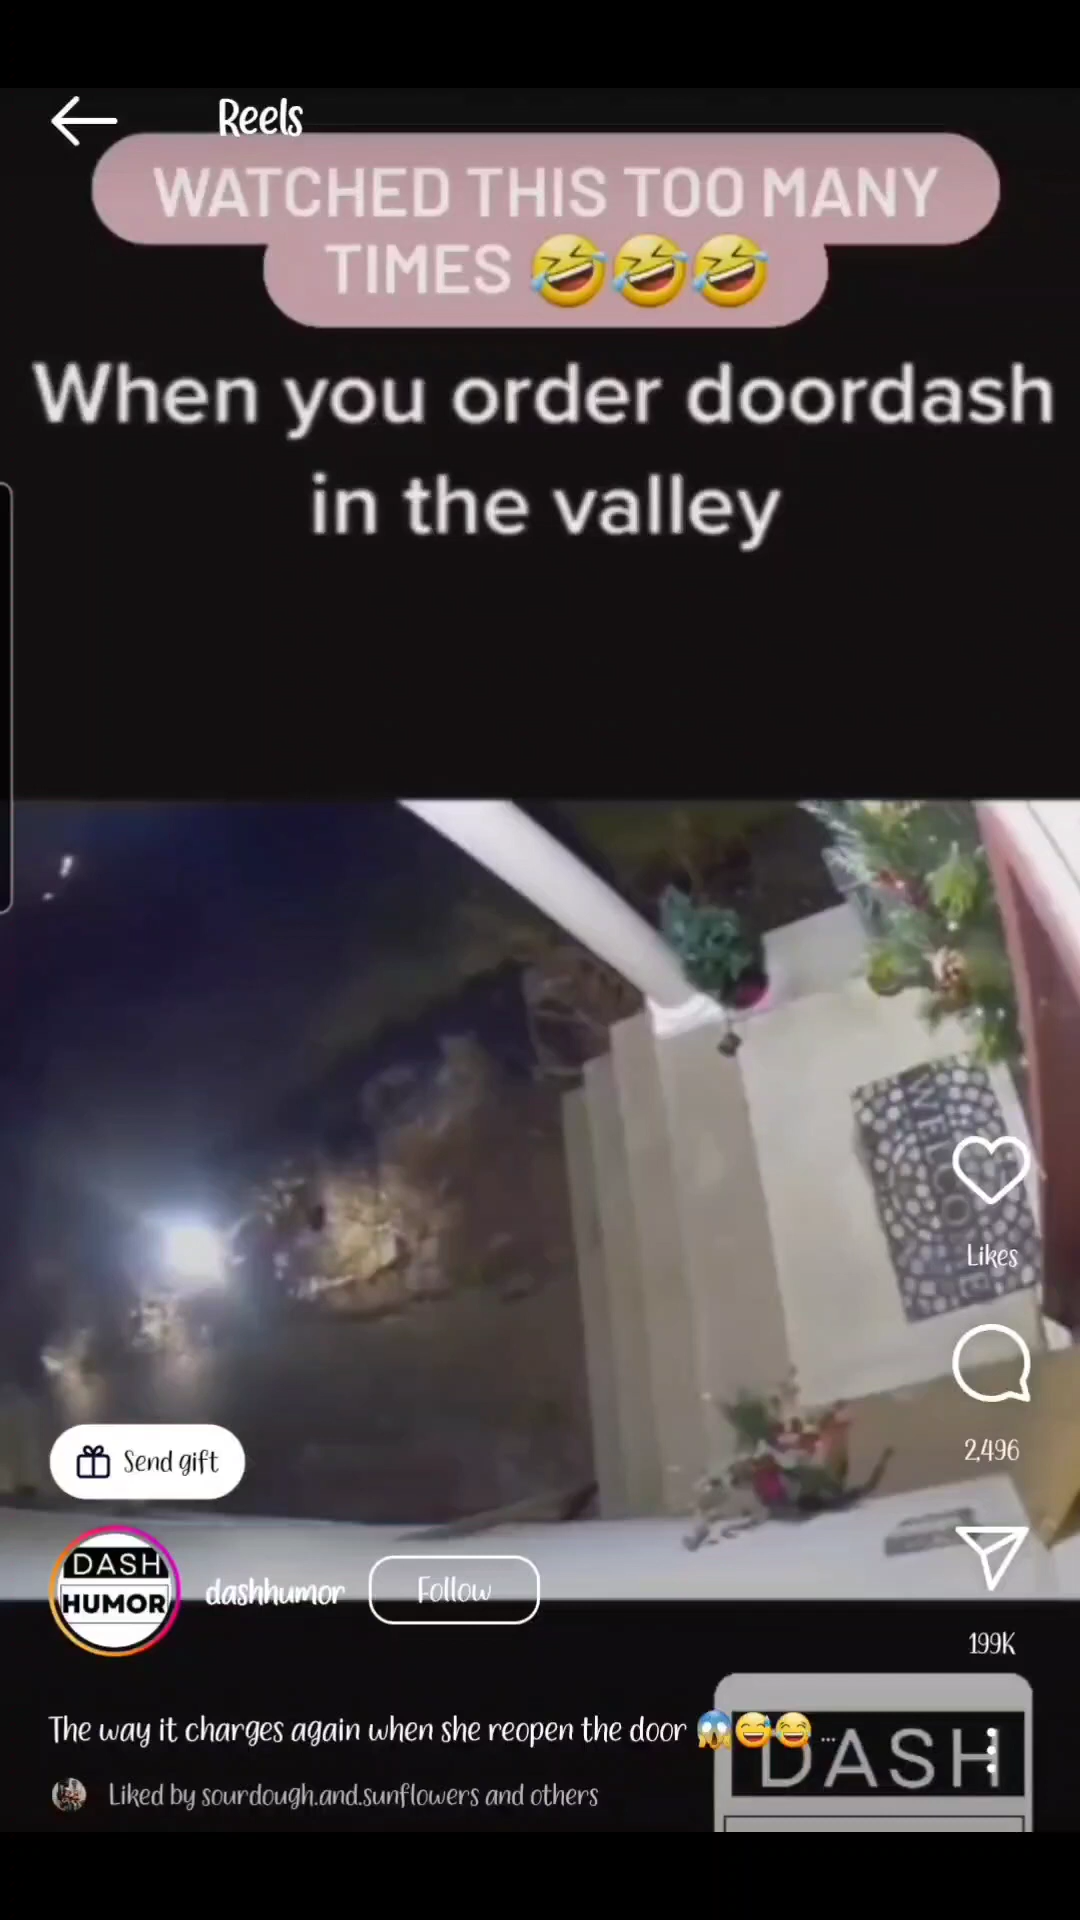 Reels
WATCHED THIS TOO MANY
TIMES 🤣🤣🤣
When you order doordash
in the valley
WELCOME
Likes
2,496
Send gift
DASH
HUMOR
dashhumor
Follow
199K
The way it charges again when she reopen the door 😱😅😂 ...
DASH
Liked by sourdough.and.sunflowers and others